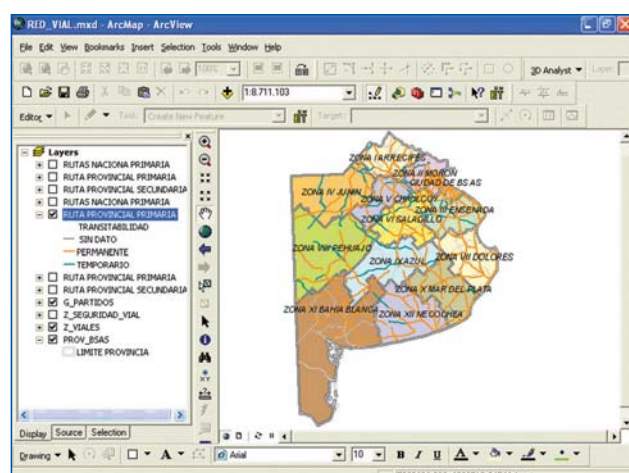 RED_VIAL.mxd - ArcMap - ArcView
File Edit View Bookmarks Insert Selection Tools Window Help
100%
3D Analyst
Layer:
1:8.711.103
Editor
Task: Create New Feature
Target:
Layers
RUTAS NACIONA PRIMARIA
RUTA PROVINCIAL PRIMARIA
RUTA PROVINCIAL SECUNDARIA
RUTAS NACIONA PRIMARIA
RUTA PROVINCIAL PRIMARIA
TRANSITABILIDAD
SIN DATO
PERMANENTE
TEMPORARIO
RUTA PROVINCIAL PRIMARIA
RUTA PROVINCIAL SECUNDARIA
G_PARTIDOS
Z_SEGURIDAD_VIAL
Z_VIALES
PROV_BSAS
LIMITE PROVINCIA
Display Source Selection
ZONA I ARRECIFES
ZONA II MORON
CIUDAD DE BS AS
ZONA IV JUNIN
ZONA V CHIVILCOY
ZONA III ENSENADA
ZONA VI SALADILLO
ZONA VIII PEHUAJO
ZONA IX AZUL
ZONA VII DOLORES
ZONA X MAR DEL PLATA
ZONA XI BAHIA BLANCA
ZONA XII NECOCHEA
Drawing
A
Arial
10
B I U A